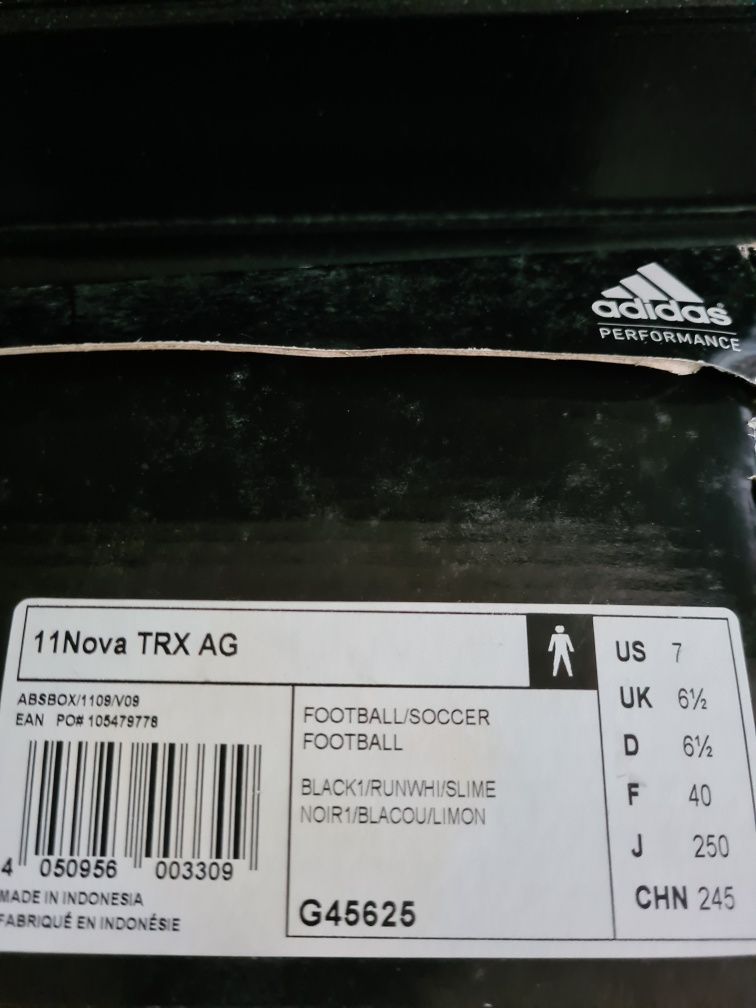 adidas®
PERFORMANCE
11Nova TRX AG
ABSBOX/1109/V09
EAN PO# 105479778
4 050956 003309
MADE IN INDONESIA
FABRIQUÉ EN INDONÉSIE
FOOTBALL/SOCCER
FOOTBALL
BLACK1/RUNWHI/SLIME
NOIR1/BLACOU/LIMON
G45625
US 7
UK 6½
D 6½
F 40
J 250
CHN 245